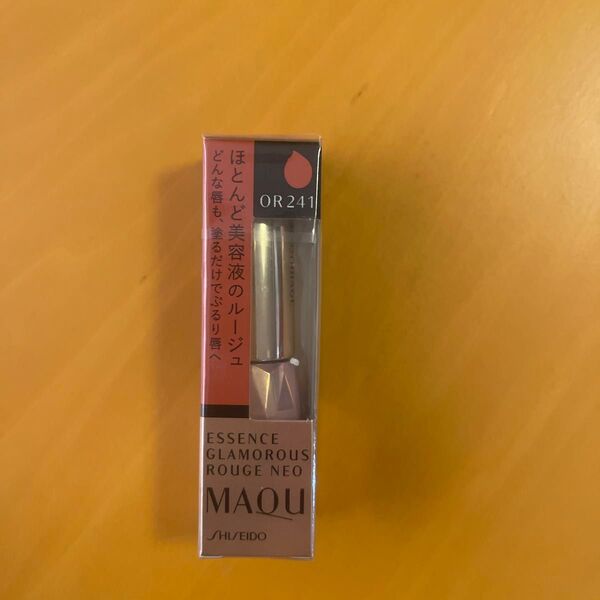 ほとんど美容液のルージュ
どんな唇も、塗るだけでぷるり唇へ
OR241
ESSENCE
GLAMOROUS
ROUGE NEO
MAQU
SHISEIDO